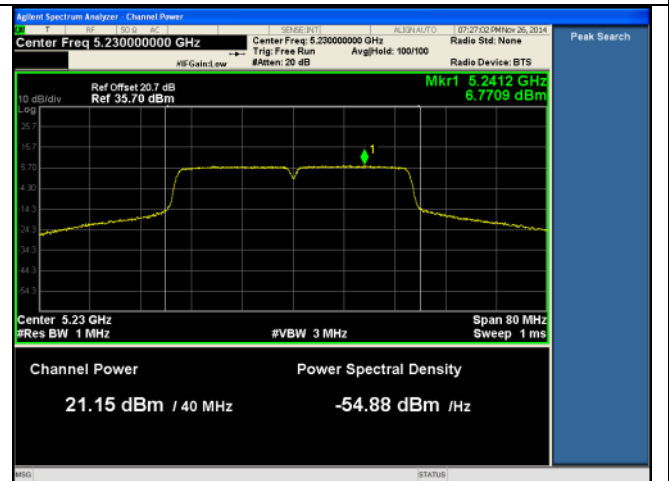 Agilent Spectrum Analyzer - Channel Power
T RF 50 Ω AC SENSE:INT ALIGN AUTO 07:27:02 PM Nov 26, 2014
Center Freq 5.230000000 GHz Center Freq: 5.230000000 GHz Radio Std: None Peak Search
Trig: Free Run Avg|Hold: 100/100
#IFGain:Low #Atten: 20 dB Radio Device: BTS
Mkr1 5.2412 GHz
Ref Offset 20.7 dB
10 dB/div Ref 35.70 dBm 6.7709 dBm
Log
25.7
15.7
1
5.70
-4.30
-14.3
-24.3
-34.3
-44.3
-54.3
Center 5.23 GHz Span 80 MHz
#Res BW 1 MHz #VBW 3 MHz Sweep 1 ms
Channel Power Power Spectral Density
21.15 dBm / 40 MHz -54.88 dBm /Hz
MSG STATUS